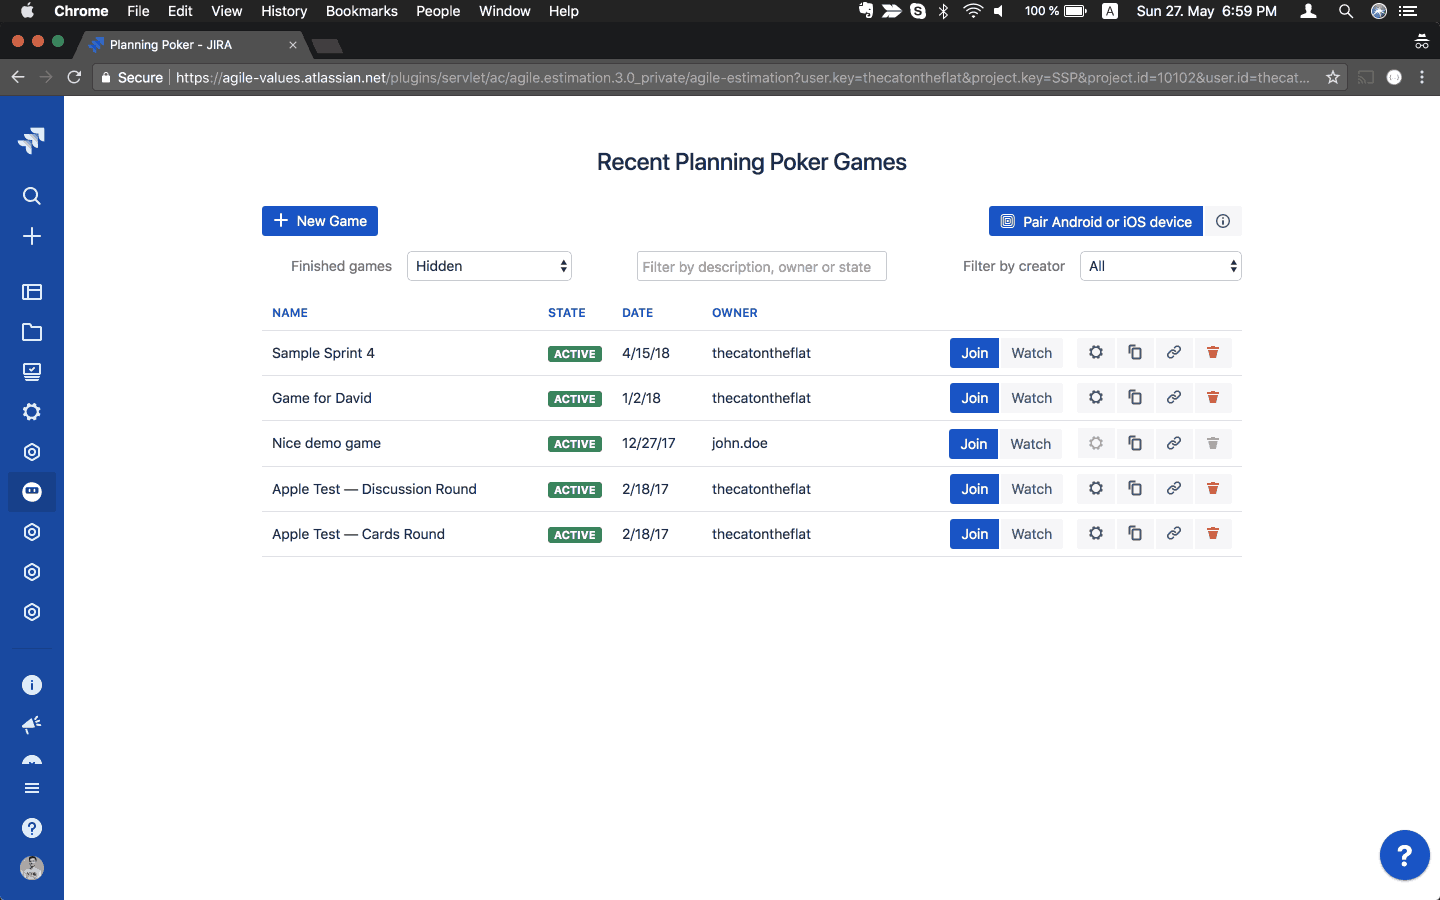 Chrome File Edit View History Bookmarks People Window Help 100 % A Sun 27. May 6:59 PM
Planning Poker - JIRA
Secure https://agile-values.atlassian.net/plugins/servlet/ac/agile.estimation.3.0_private/agile-estimation?user.key=thecatontheflat&project.key=SSP&project.id=10102&user.id=thecat...
Recent Planning Poker Games
New Game Pair Android or iOS device
Finished games Hidden Filter by description, owner or state Filter by creator All
NAME STATE DATE OWNER
Sample Sprint 4 ACTIVE 4/15/18 thecatontheflat Join Watch
Game for David ACTIVE 1/2/18 thecatontheflat Join Watch
Nice demo game ACTIVE 12/27/17 john.doe Join Watch
Apple Test — Discussion Round ACTIVE 2/18/17 thecatontheflat Join Watch
Apple Test — Cards Round ACTIVE 2/18/17 thecatontheflat Join Watch
?